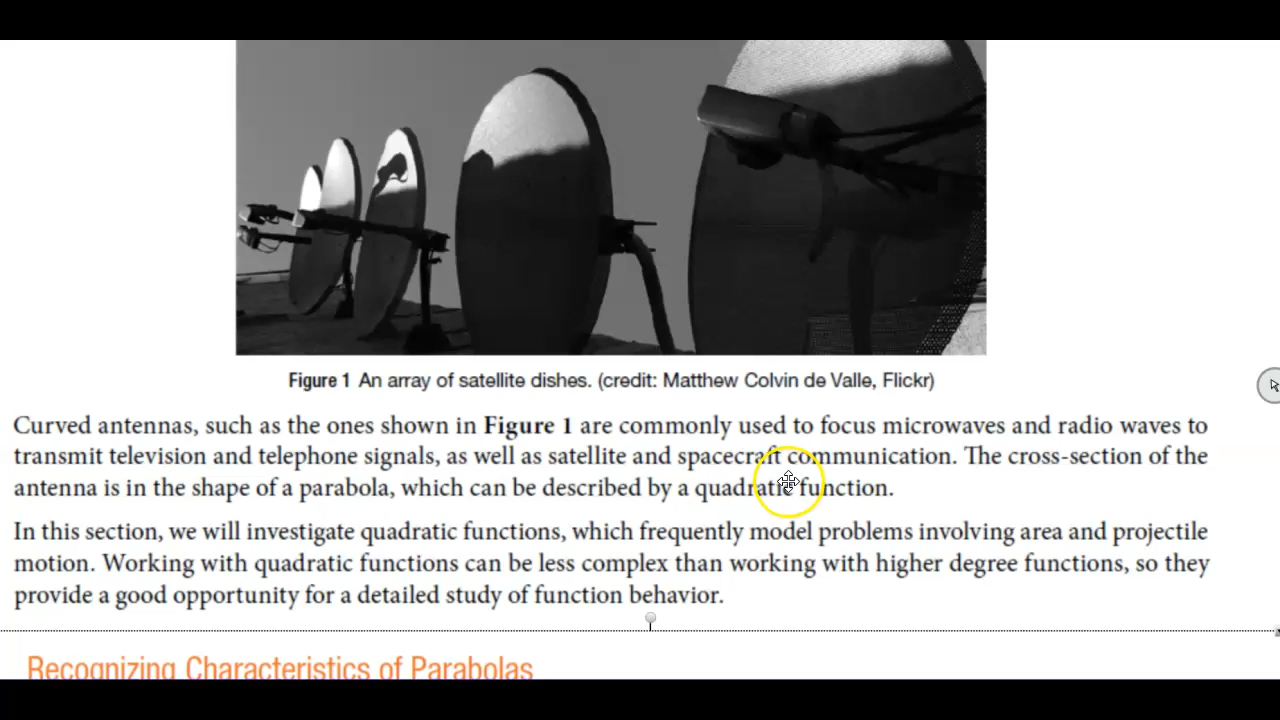 Figure 1 An array of satellite dishes. (credit: Matthew Colvin de Valle, Flickr)
Curved antennas, such as the ones shown in Figure 1 are commonly used to focus microwaves and radio waves to
transmit television and telephone signals, as well as satellite and spacecraft communication. The cross-section of the
antenna is in the shape of a parabola, which can be described by a quadratic function.
In this section, we will investigate quadratic functions, which frequently model problems involving area and projectile
motion. Working with quadratic functions can be less complex than working with higher degree functions, so they
provide a good opportunity for a detailed study of function behavior.
Recognizing Characteristics of Parabolas